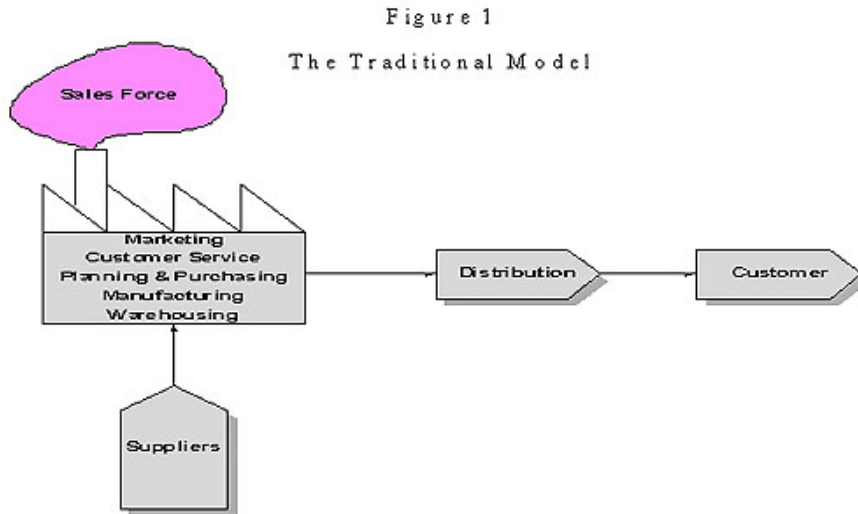 Figure 1
The Traditional Model
Sales Force
Marketing
Customer Service
Planning & Purchasing
Manufacturing
Warehousing
Distribution
Customer
Suppliers